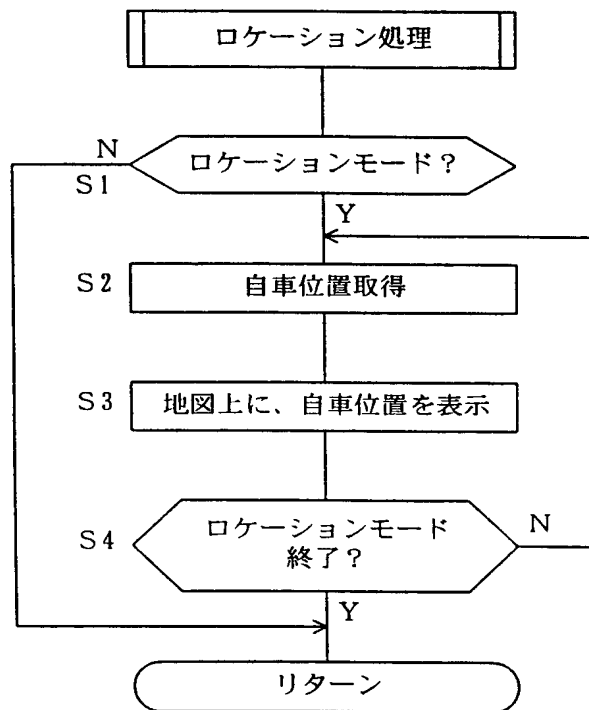 ロケーション処理
N
ロケーションモード？
S1
Y
S2
自車位置取得
S3
地図上に、自車位置を表示
ロケーションモード
N
S4
終了？
Y
リターン